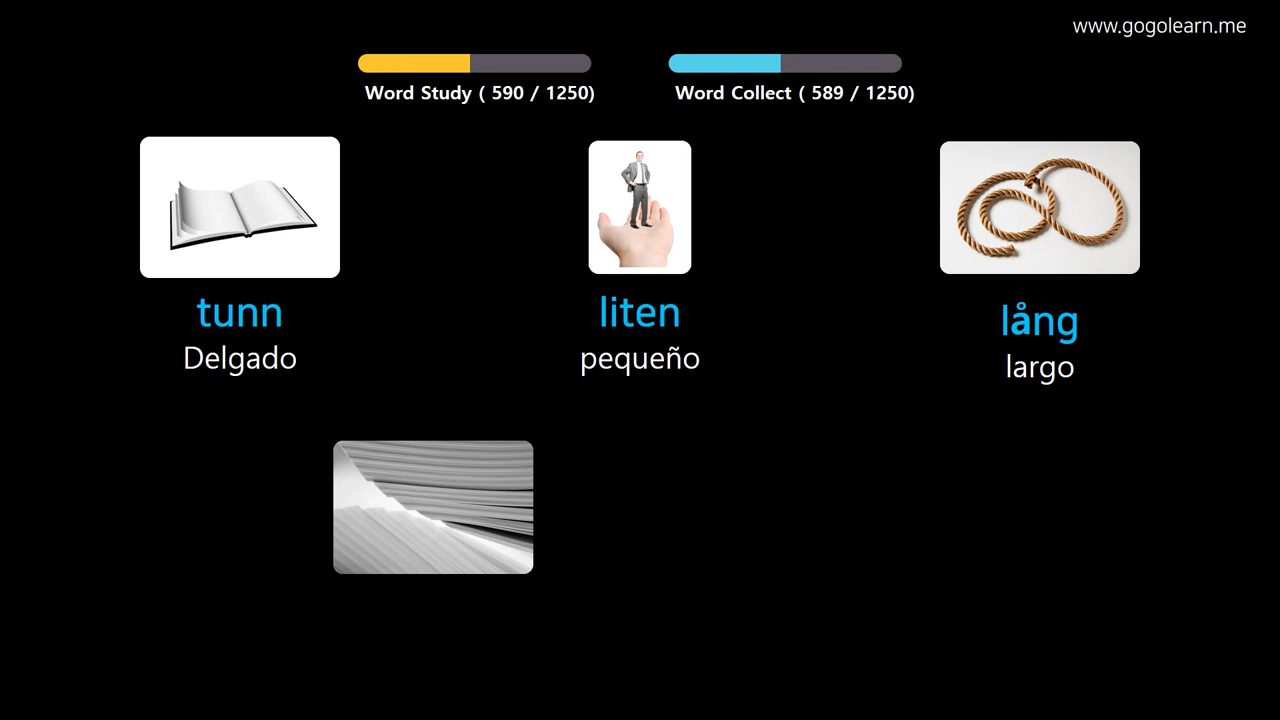 www.gogolearn.me
Word Study ( 590 / 1250)
Word Collect ( 589 / 1250)
tunn
Delgado
liten
pequeño
lång
largo